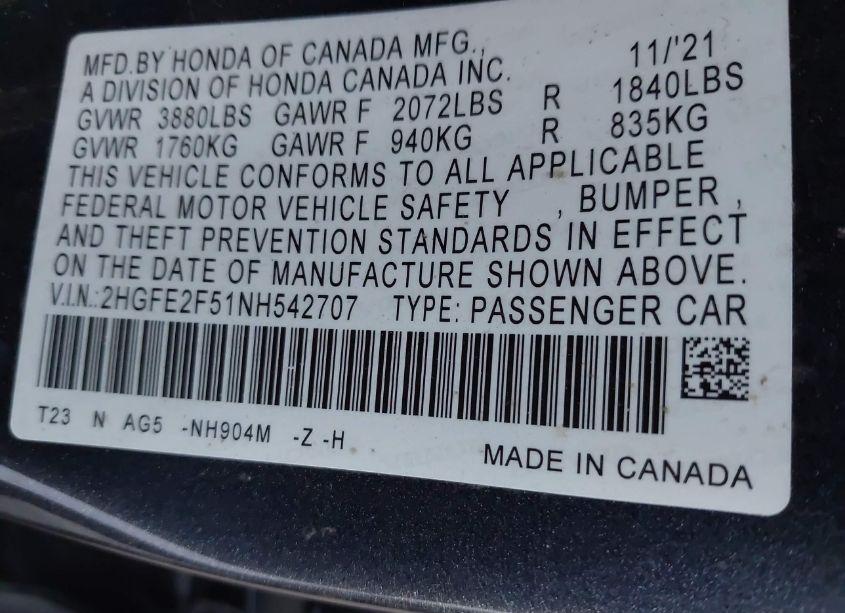 MFD.BY HONDA OF CANADA MFG., 11/'21
A DIVISION OF HONDA CANADA INC.
GVWR 3880LBS GAWR F 2072LBS R 1840LBS
GVWR 1760KG GAWR F 940KG R 835KG
THIS VEHICLE CONFORMS TO ALL APPLICABLE
FEDERAL MOTOR VEHICLE SAFETY , BUMPER ,
AND THEFT PREVENTION STANDARDS IN EFFECT
ON THE DATE OF MANUFACTURE SHOWN ABOVE.
V.I.N.:2HGFE2F51NH542707 TYPE: PASSENGER CAR
T23 N AG5 -NH904M -Z -H
MADE IN CANADA